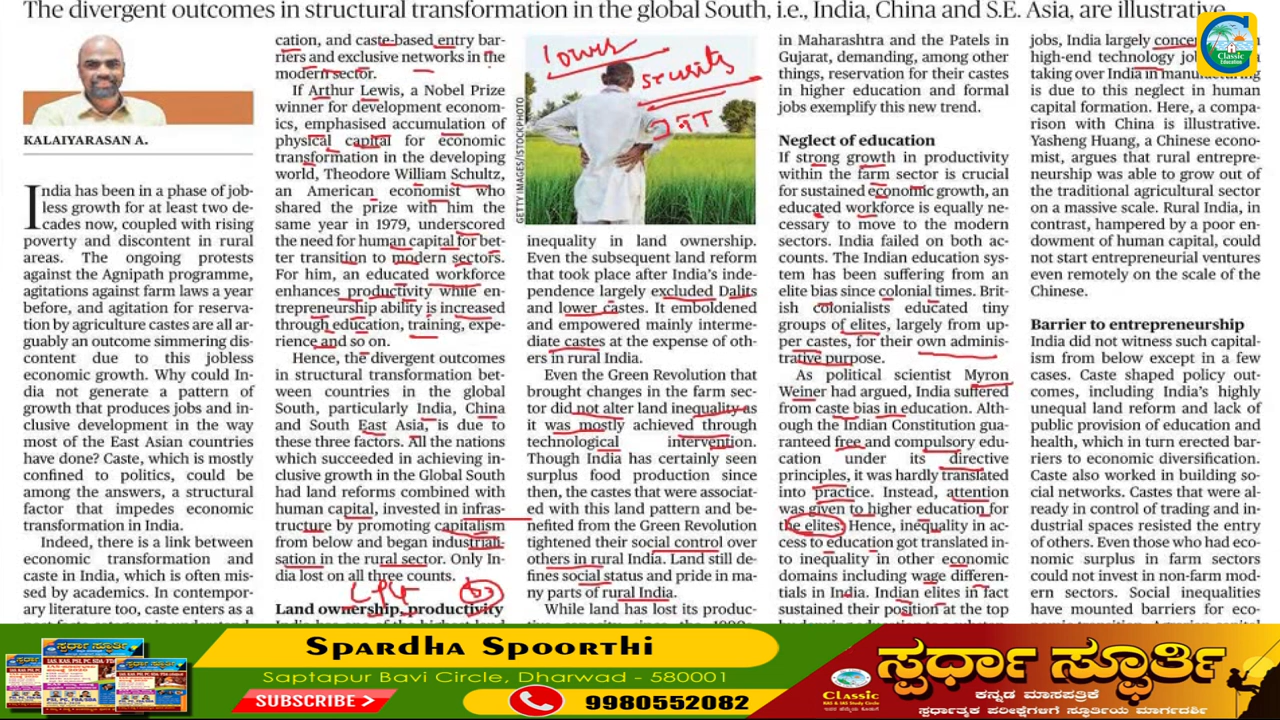 The divergent outcomes in structural transformation in the global South, i.e., India, China and S.E. Asia, are illustrative
KALAIYARASAN A.
India has been in a phase of job-
less growth for at least two de-
cades now, coupled with rising
poverty and discontent in rural
areas. The ongoing protests
against the Agnipath programme,
agitations against farm laws a year
before, and agitation for reserva-
tion by agriculture castes are all ar-
guably an outcome simmering dis-
content due to this jobless
economic growth. Why could In-
dia not generate a pattern of
growth that produces jobs and in-
clusive development in the way
most of the East Asian countries
have done? Caste, which is mostly
confined to politics, could be
among the answers, a structural
factor that impedes economic
transformation in India.
Indeed, there is a link between
economic transformation and
caste in India, which is often mis-
sed by academics. In contempor-
ary literature too, caste enters as a
cation, and caste-based entry bar-
riers and exclusive networks in the
modern sector.
If Arthur Lewis, a Nobel Prize
winner for development econom-
ics, emphasised accumulation of
physical capital for economic
transformation in the developing
world, Theodore William Schultz,
an American economist who
shared the prize with him the
same year in 1979, underscored
the need for human capital for bet-
ter transition to modern sectors.
For him, an educated workforce
enhances productivity while en-
trepreneurship ability is increased
through education, training, expe-
rience and so on.
Hence, the divergent outcomes
in structural transformation bet-
ween countries in the global
South, particularly India, China
and South East Asia, is due to
these three factors. All the nations
which succeeded in achieving in-
clusive growth in the Global South
had land reforms combined with
human capital, invested in infras-
tructure by promoting capitalism
from below and began industriali-
sation in the rural sector. Only In-
dia lost on all three counts.
Land ownership, productivity
lower
security
GETTY IMAGES/ISTOCKPHOTO
inequality in land ownership.
Even the subsequent land reform
that took place after India's inde-
pendence largely excluded Dalits
and lower castes. It emboldened
and empowered mainly interme-
diate castes at the expense of oth-
ers in rural India.
Even the Green Revolution that
brought changes in the farm sec-
tor did not alter land inequality as
it was mostly achieved through
technological intervention.
Though India has certainly seen
surplus food production since
then, the castes that were associat-
ed with this land pattern and be-
nefited from the Green Revolution
tightened their social control over
others in rural India. Land still de-
fines social status and pride in ma-
ny parts of rural India.
While land has lost its produc-
in Maharashtra and the Patels in
Gujarat, demanding, among other
things, reservation for their castes
in higher education and formal
jobs exemplify this new trend.
Neglect of education
If strong growth in productivity
within the farm sector is crucial
for sustained economic growth, an
educated workforce is equally ne-
cessary to move to the modern
sectors. India failed on both ac-
counts. The Indian education sys-
tem has been suffering from an
elite bias since colonial times. Brit-
ish colonialists educated tiny
groups of elites, largely from up-
per castes, for their own adminis-
trative purpose.
As political scientist Myron
Weiner had argued, India suffered
from caste bias in education. Alth-
ough the Indian Constitution gua-
ranteed free and compulsory edu-
cation under its directive
principles, it was hardly translated
into practice. Instead, attention
was given to higher education for
the elites. Hence, inequality in ac-
cess to education got translated in-
to inequality in other economic
domains including wage differen-
tials in India. Indian elites in fact
sustained their position at the top
jobs, India largely
high-end technology
taking over India in manufacturing
is due to this neglect in human
capital formation. Here, a compa-
rison with China is illustrative.
Yasheng Huang, a Chinese econo-
mist, argues that rural entrepre-
neurship was able to grow out of
the traditional agricultural sector
on a massive scale. Rural India, in
contrast, hampered by a poor en-
dowment of human capital, could
not start entrepreneurial ventures
even remotely on the scale of the
Chinese.
Barrier to entrepreneurship
India did not witness such capital-
ism from below except in a few
cases. Caste shaped policy out-
comes, including India's highly
unequal land reform and lack of
public provision of education and
health, which in turn erected bar-
riers to economic diversification.
Caste also worked in building so-
cial networks. Castes that were al-
ready in control of trading and in-
dustrial spaces resisted the entry
of others. Even those who had eco-
nomic surplus in farm sectors
could not invest in non-farm mod-
ern sectors. Social inequalities
have mounted barriers for eco-
Classic
Education
SPARDHA SPOORTHI
Saptapur Bavi Circle, Dharwad - 580001
SUBSCRIBE >
9980552082
ಸ್ಪರ್ಧಾ ಸ್ಫೂರ್ತಿ
ಕನ್ನಡ ಮಾಸಪತ್ರಿಕೆ
ಸ್ಪರ್ಧಾತ್ಮಕ ಪರೀಕ್ಷೆಗಳಿಗೆ ಸ್ಫೂರ್ತಿಯ ಮಾರ್ಗದರ್ಶಿ
Classic
KAS & IAS Study Circle